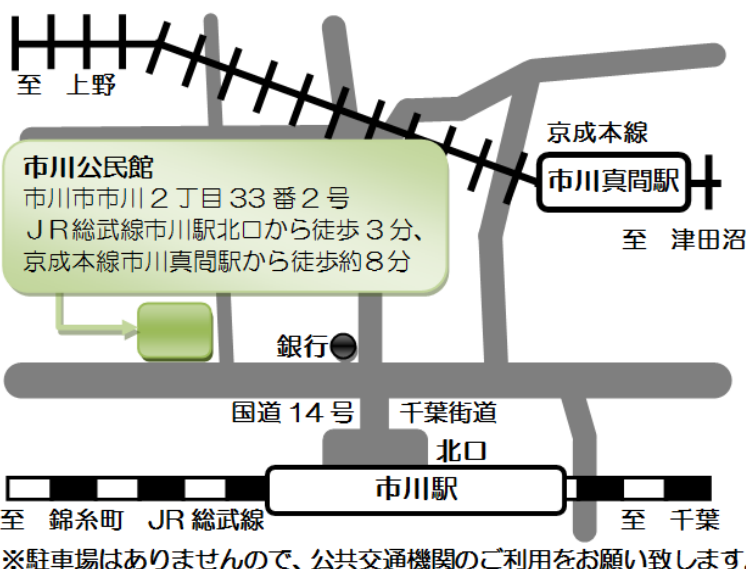 至 上野
京成本線
市川真間駅
至 津田沼
市川公民館
市川市市川2丁目33番2号
JR総武線市川駅北口から徒歩3分、
京成本線市川真間駅から徒歩約8分
銀行
国道14号 千葉街道
北口
市川駅
至 錦糸町 JR総武線
至 千葉
※駐車場はありませんので、公共交通機関のご利用をお願い致します。